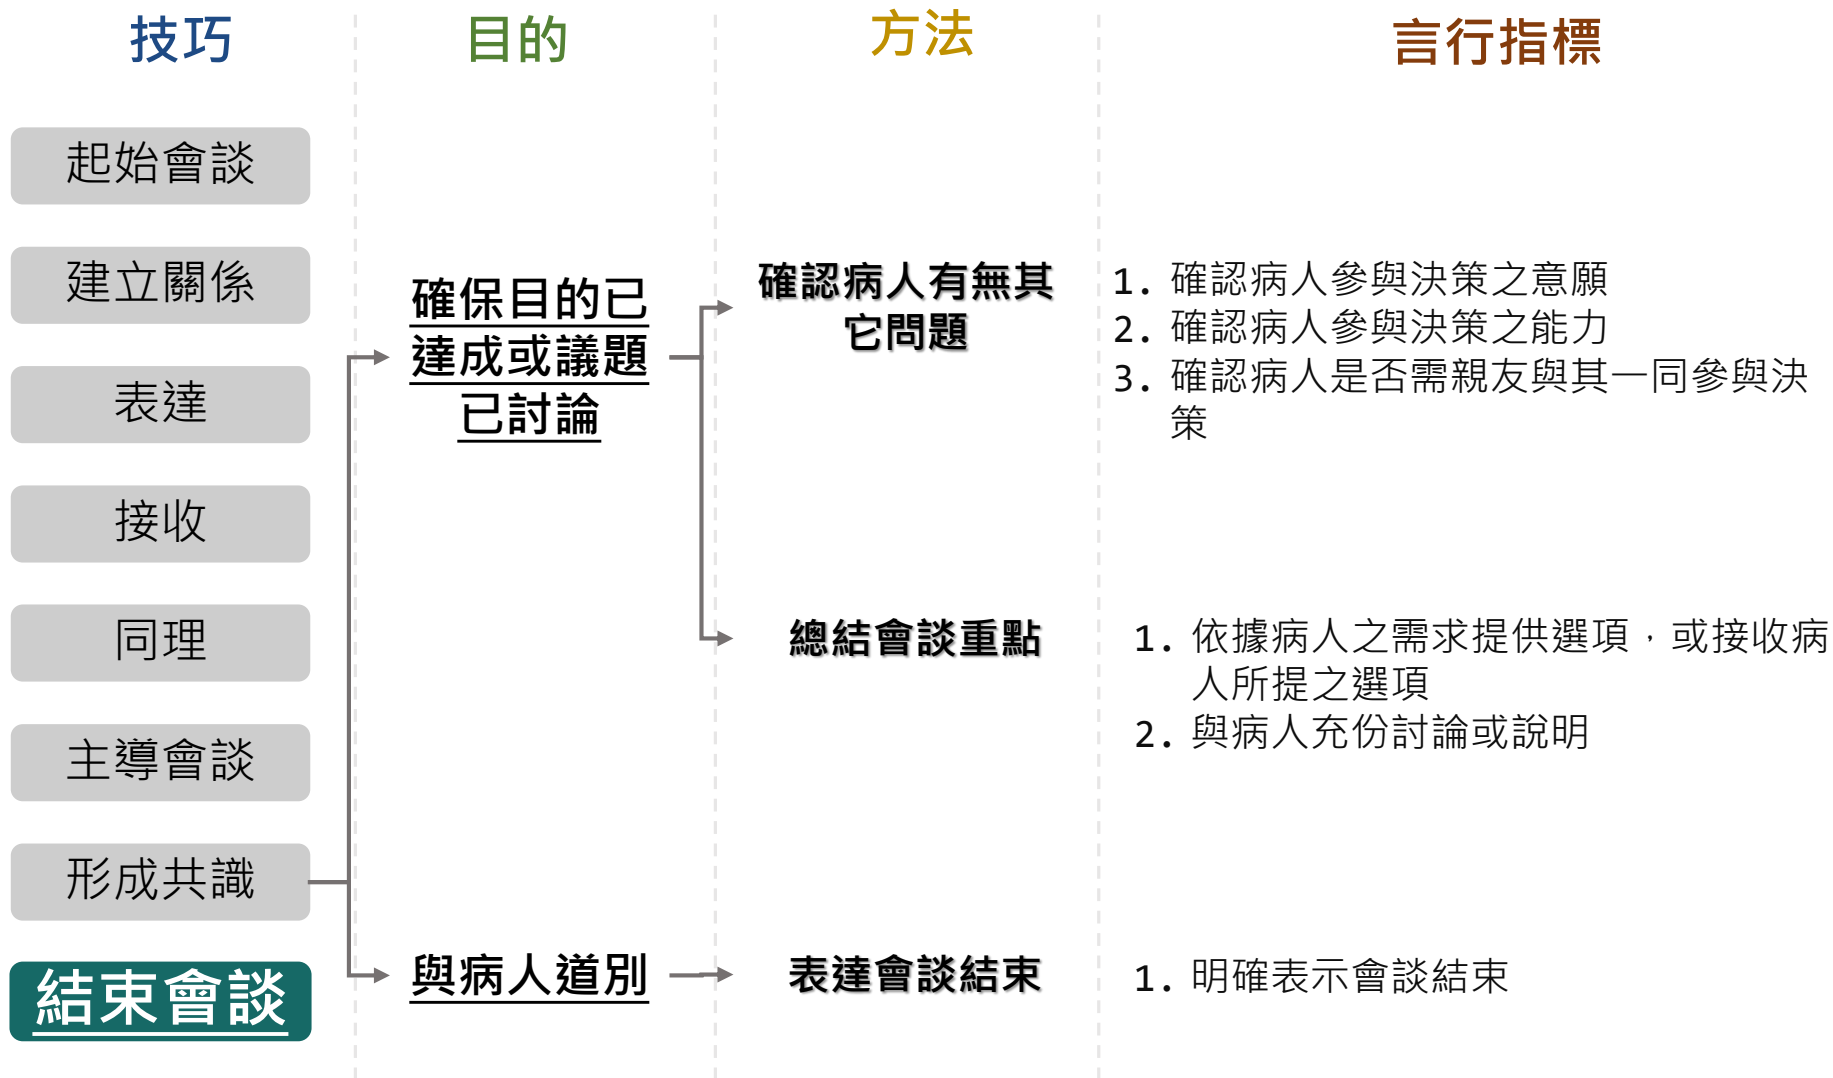 技巧
目的
方法
言行指標
起始會談
建立關係
表達
接收
同理
主導會談
形成共識
結束會談
確保目的已
達成或議題
已討論
與病人道別
確認病人有無其
它問題
總結會談重點
表達會談結束
1. 確認病人參與決策之意願
2. 確認病人參與決策之能力
3. 確認病人是否需親友與其一同參與決
策
1. 依據病人之需求提供選項，或接收病
人所提之選項
2. 與病人充份討論或說明
1. 明確表示會談結束